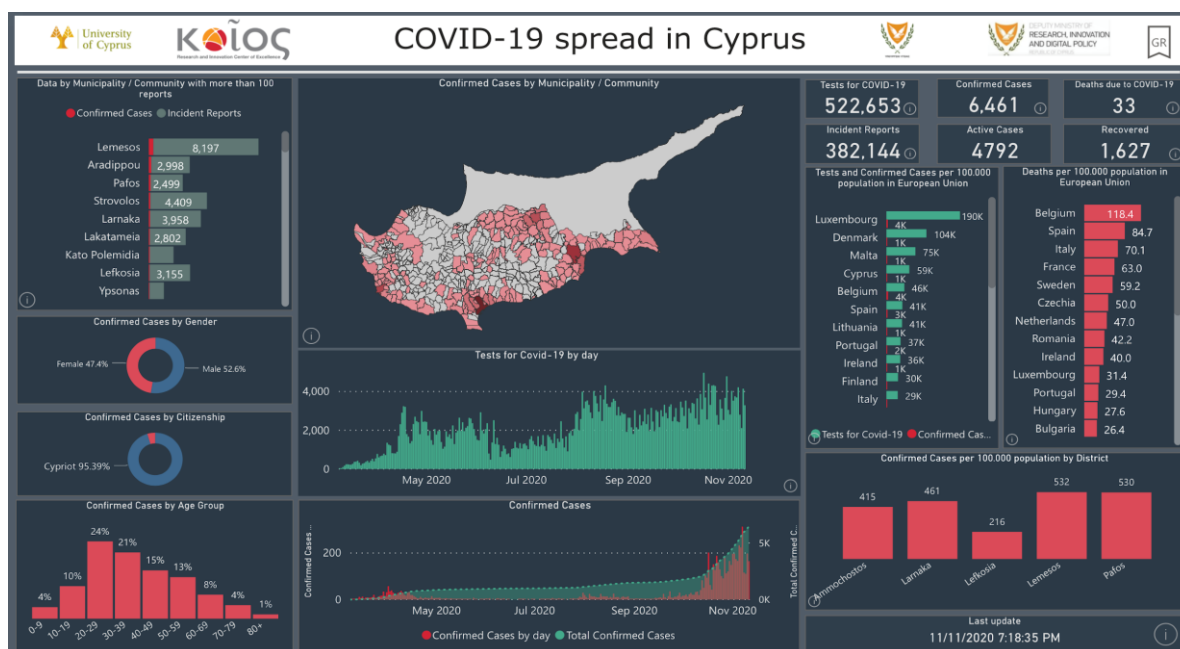 University
of Cyprus
ΚΟΪΟς
Research and Innovation Center of Excellence
COVID-19 spread in Cyprus
DEPUTY MINISTRY OF
RESEARCH, INNOVATION
AND DIGITAL POLICY
REPUBLIC OF CYPRUS
GR
Data by Municipality / Community with more than 100
reports
Confirmed Cases Incident Reports
Lemesos 8,197
Aradippou 2,998
Pafos 2,499
Strovolos 4,409
Larnaka 3,958
Lakatameia 2,802
Kato Polemidia
Lefkosia 3,155
Ypsonas
Confirmed Cases by Gender
Female 47.4% Male 52.6%
Confirmed Cases by Citizenship
Cypriot 95.39%
Confirmed Cases by Age Group
4% 10% 24% 21% 15% 13% 8% 4% 1%
0-9 10-19 20-29 30-39 40-49 50-59 60-69 70-79 80+
Confirmed Cases by Municipality / Community
Tests for Covid-19 by day
4,000
2,000
0
May 2020 Jul 2020 Sep 2020 Nov 2020
Confirmed Cases
Confirmed Cases ...
200
0
5K
0K
Total Confirmed C...
May 2020 Jul 2020 Sep 2020 Nov 2020
Confirmed Cases by day Total Confirmed Cases
Tests for COVID-19
522,653
Confirmed Cases
6,461
Deaths due to COVID-19
33
Incident Reports
382,144
Active Cases
4792
Recovered
1,627
Tests and Confirmed Cases per 100.000
population in European Union
Luxembourg 190K
4K
Denmark 104K
1K
Malta 75K
1K
Cyprus 59K
1K
Belgium 46K
4K
Spain 41K
3K
Lithuania 41K
1K
Portugal 37K
2K
Ireland 36K
1K
Finland 30K
Italy 29K
Tests for Covid-19 Confirmed Cas...
Deaths per 100.000 population in
European Union
Belgium 118.4
Spain 84.7
Italy 70.1
France 63.0
Sweden 59.2
Czechia 50.0
Netherlands 47.0
Romania 42.2
Ireland 40.0
Luxembourg 31.4
Portugal 29.4
Hungary 27.6
Bulgaria 26.4
Confirmed Cases per 100.000 population by District
415 461 216 532 530
Ammochostos Larnaka Lefkosia Lemesos Pafos
Last update
11/11/2020 7:18:35 PM